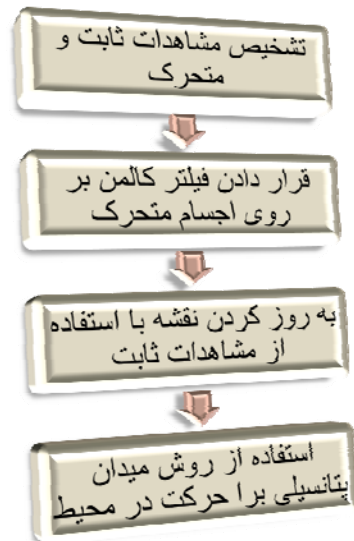 تشخیص مشاهدات ثابت و
متحرک
قرار دادن فیلتر کالمن بر
روی اجسام متحرک
به روز کردن نقشه با استفاده
از مشاهدات ثابت
استفاده از روش میدان
پتانسیلی برا حرکت در محیط